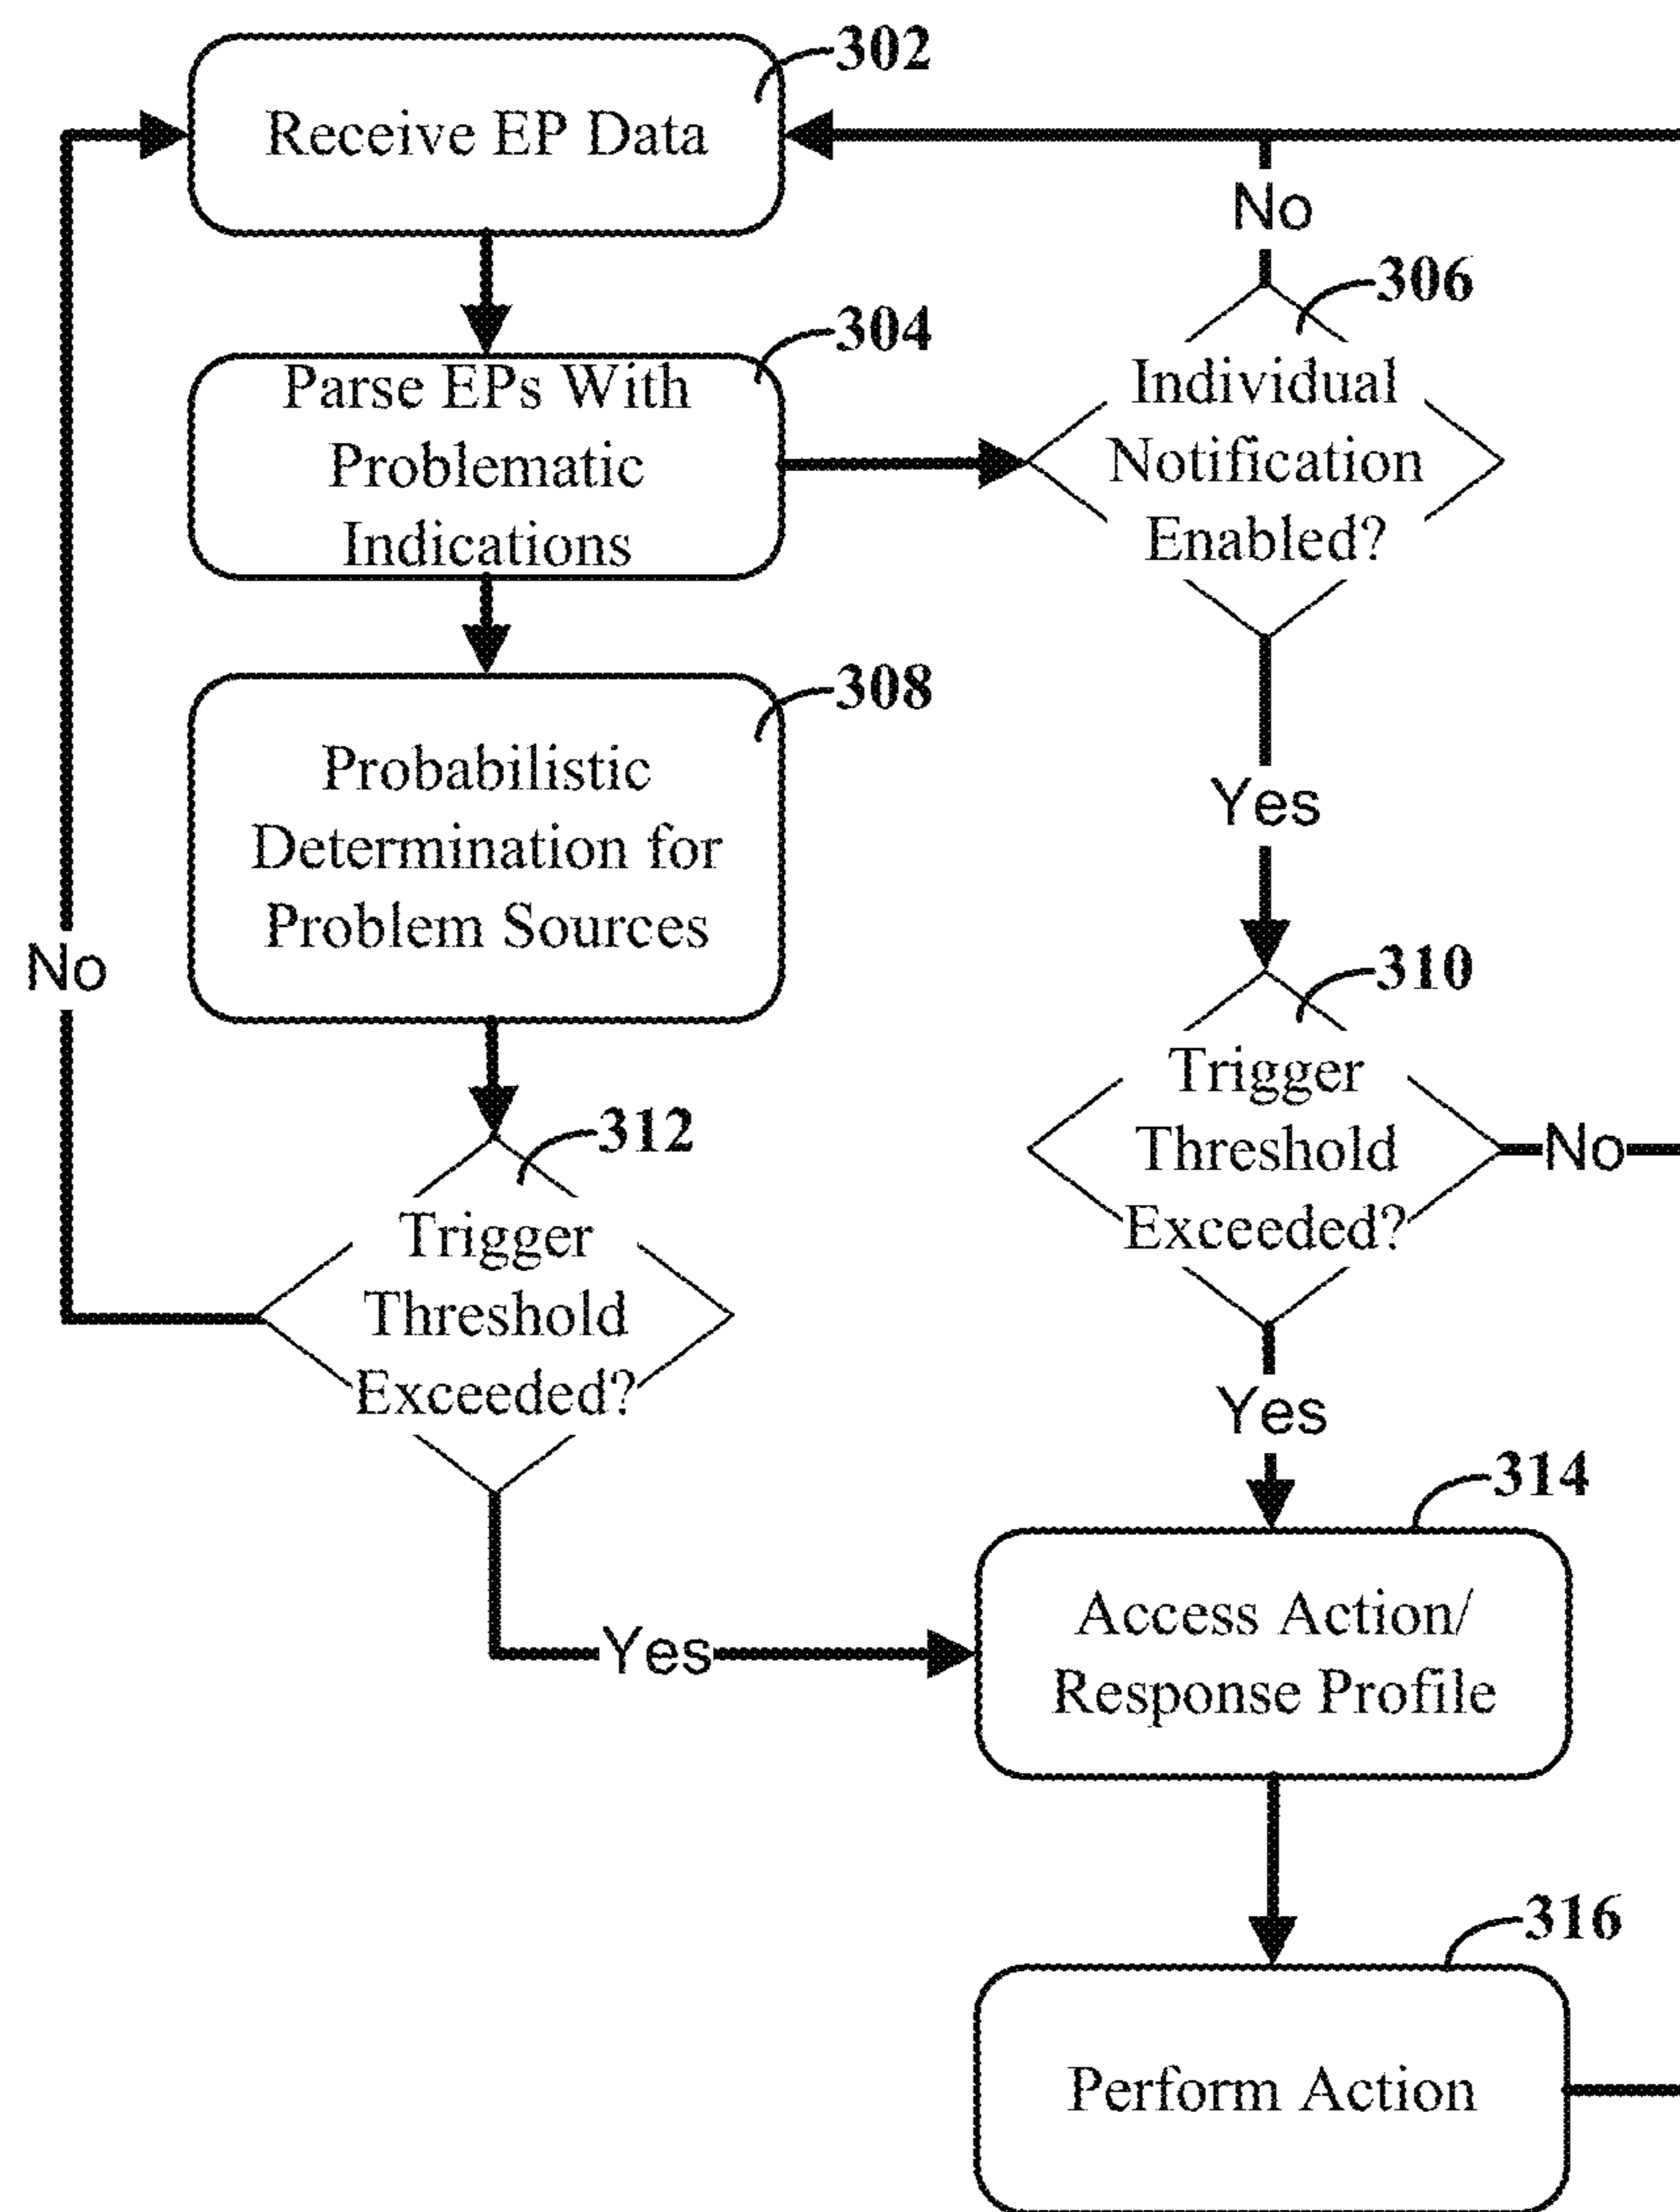 302
Receive EP Data
No
306
304
Parse EPs With
Problematic
Indications
Individual
Notification
Enabled?
308
Probabilistic
Determination for
Problem Sources
Yes
No
310
Trigger
Threshold
Exceeded?
No
312
Trigger
Threshold
Exceeded?
Yes
314
Access Action/
Response Profile
Yes
316
Perform Action